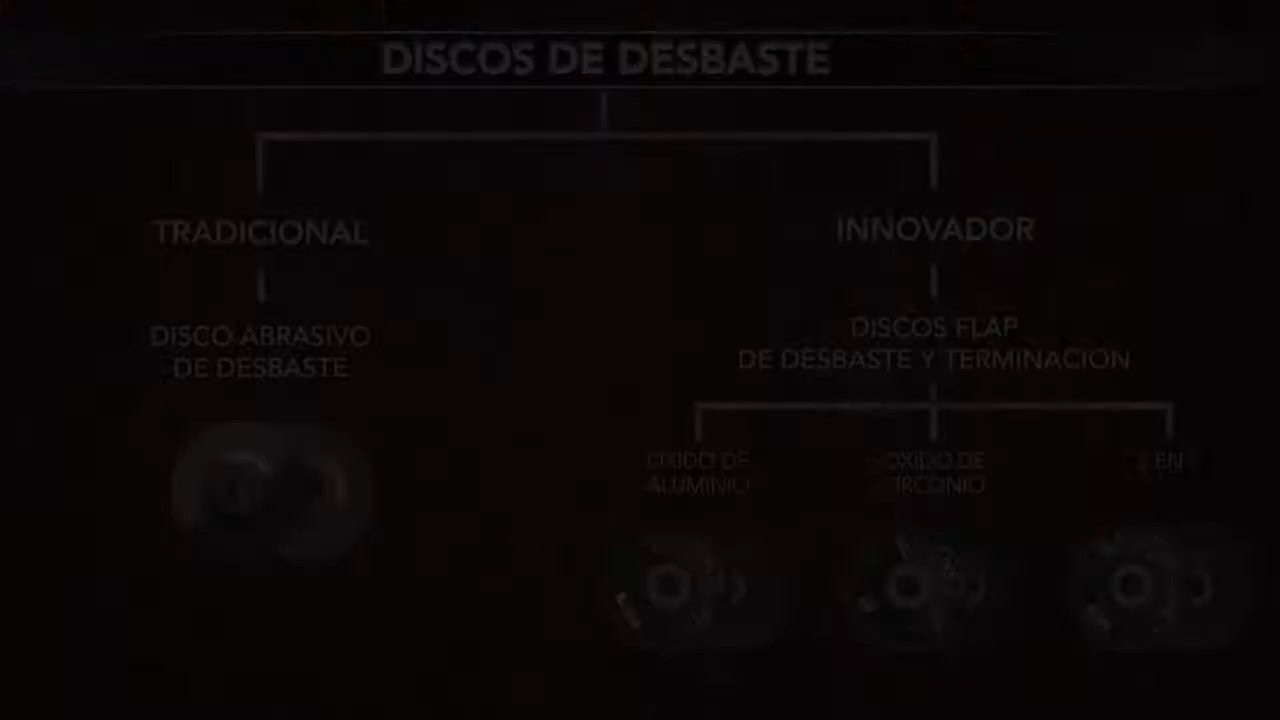 DISCOS DE DESBASTE
TRADICIONAL
INNOVADOR
DISCO ABRASIVO
DE DESBASTE
DISCOS FLAP
DE DESBASTE Y TERMINACION
OXIDO DE
ALUMINIO
OXIDO DE